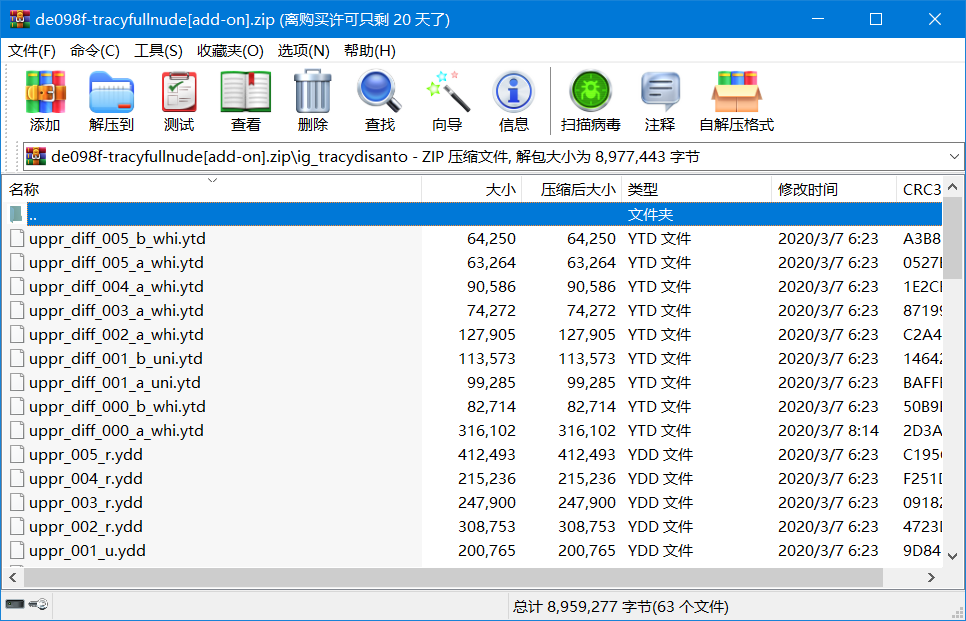 de098f-tracyfullnude[add-on].zip (离购买许可只剩 20 天了)
文件(F) 命令(C) 工具(S) 收藏夹(O) 选项(N) 帮助(H)
添加 解压到 测试 查看 删除 查找 向导 信息 扫描病毒 注释 自解压格式
de098f-tracyfullnude[add-on].zip\ig_tracydisanto - ZIP 压缩文件, 解包大小为 8,977,443 字节
名称 大小 压缩后大小 类型 修改时间 CRC3
.. 文件夹
uppr_diff_005_b_whi.ytd 64,250 64,250 YTD 文件 2020/3/7 6:23 A3B8
uppr_diff_005_a_whi.ytd 63,264 63,264 YTD 文件 2020/3/7 6:23 0527
uppr_diff_004_a_whi.ytd 90,586 90,586 YTD 文件 2020/3/7 6:23 1E2C
uppr_diff_003_a_whi.ytd 74,272 74,272 YTD 文件 2020/3/7 6:23 8719
uppr_diff_002_a_whi.ytd 127,905 127,905 YTD 文件 2020/3/7 6:23 C2A4
uppr_diff_001_b_uni.ytd 113,573 113,573 YTD 文件 2020/3/7 6:23 1464
uppr_diff_001_a_uni.ytd 99,285 99,285 YTD 文件 2020/3/7 6:23 BAFF
uppr_diff_000_b_whi.ytd 82,714 82,714 YTD 文件 2020/3/7 6:23 50B9
uppr_diff_000_a_whi.ytd 316,102 316,102 YTD 文件 2020/3/7 8:14 2D3A
uppr_005_r.ydd 412,493 412,493 YDD 文件 2020/3/7 6:23 C195
uppr_004_r.ydd 215,236 215,236 YDD 文件 2020/3/7 6:23 F251
uppr_003_r.ydd 247,900 247,900 YDD 文件 2020/3/7 6:23 0918
uppr_002_r.ydd 308,753 308,753 YDD 文件 2020/3/7 6:23 4723
uppr_001_u.ydd 200,765 200,765 YDD 文件 2020/3/7 6:23 9D84
总计 8,959,277 字节(63 个文件)